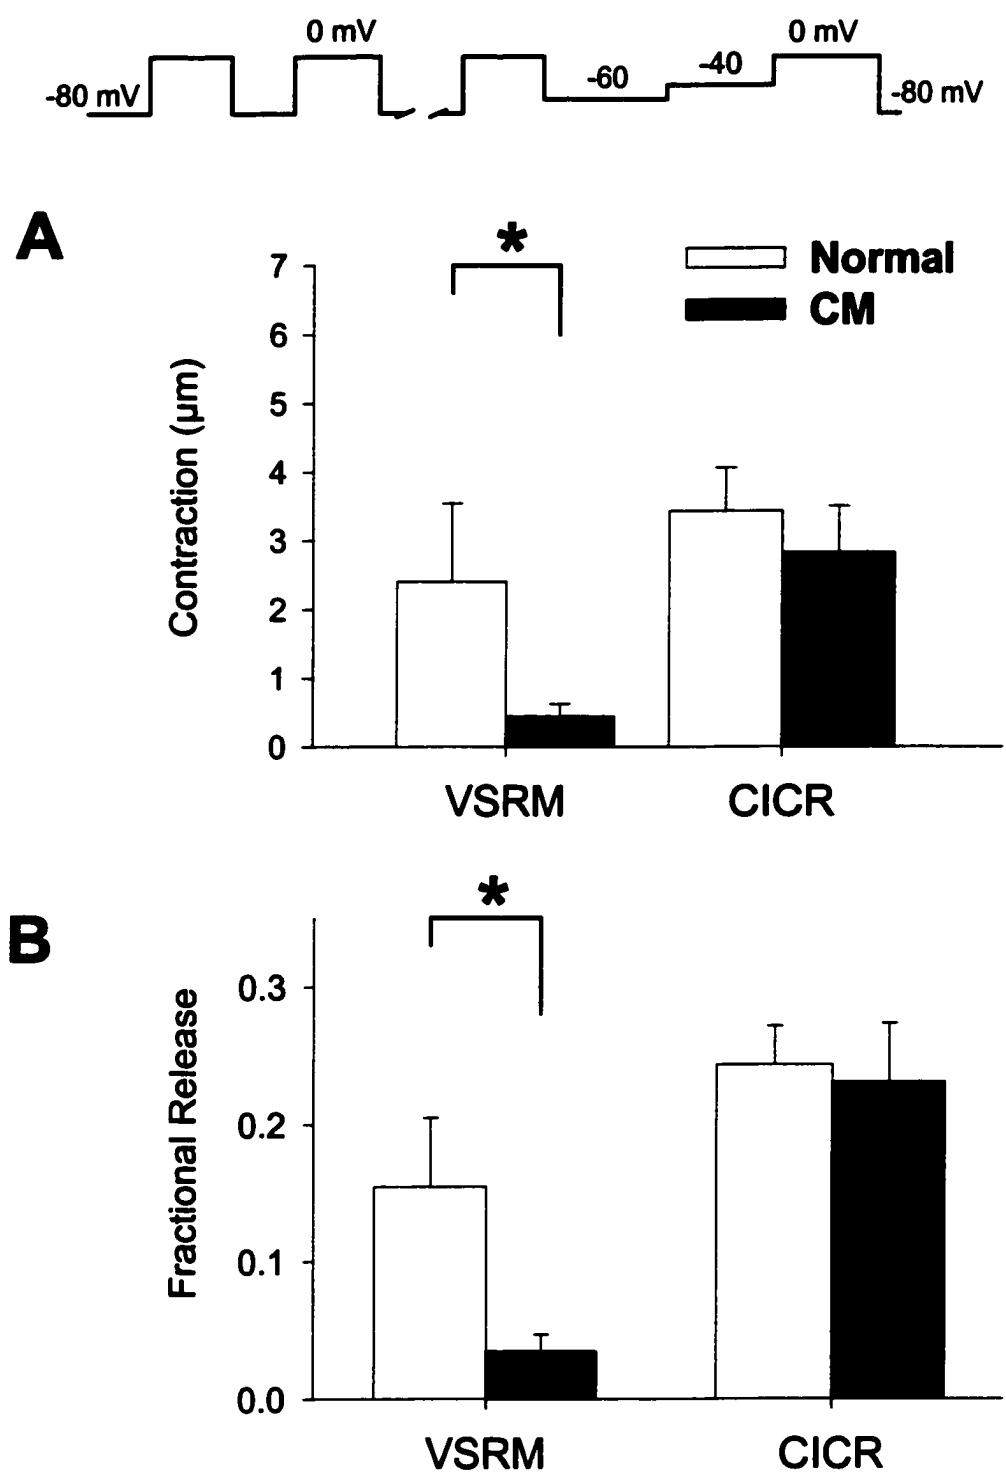 0 mV
0 mV
-80 mV
-60
-40
-80 mV
A
*
Normal
CM
7
6
5
4
3
2
1
0
Contraction (µm)
VSRM
CICR
B
*
0.3
0.2
0.1
0.0
Fractional Release
VSRM
CICR